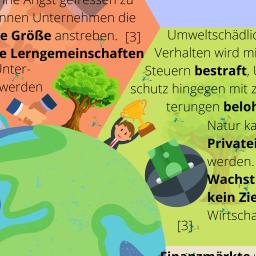 ne Angst gefressen zu
nnen Unternehmen die
e Größe anstreben. [3]
e Lerngemeinschaften
Unter-
werden
Umweltschädlic
Verhalten wird mi
Steuern bestraft, U
schutz hingegen mit z
terungen beloh
Natur ka
Privatei
werden.
Wachst
kein Zie
Wirtscha
[3]
Finanzmärkte